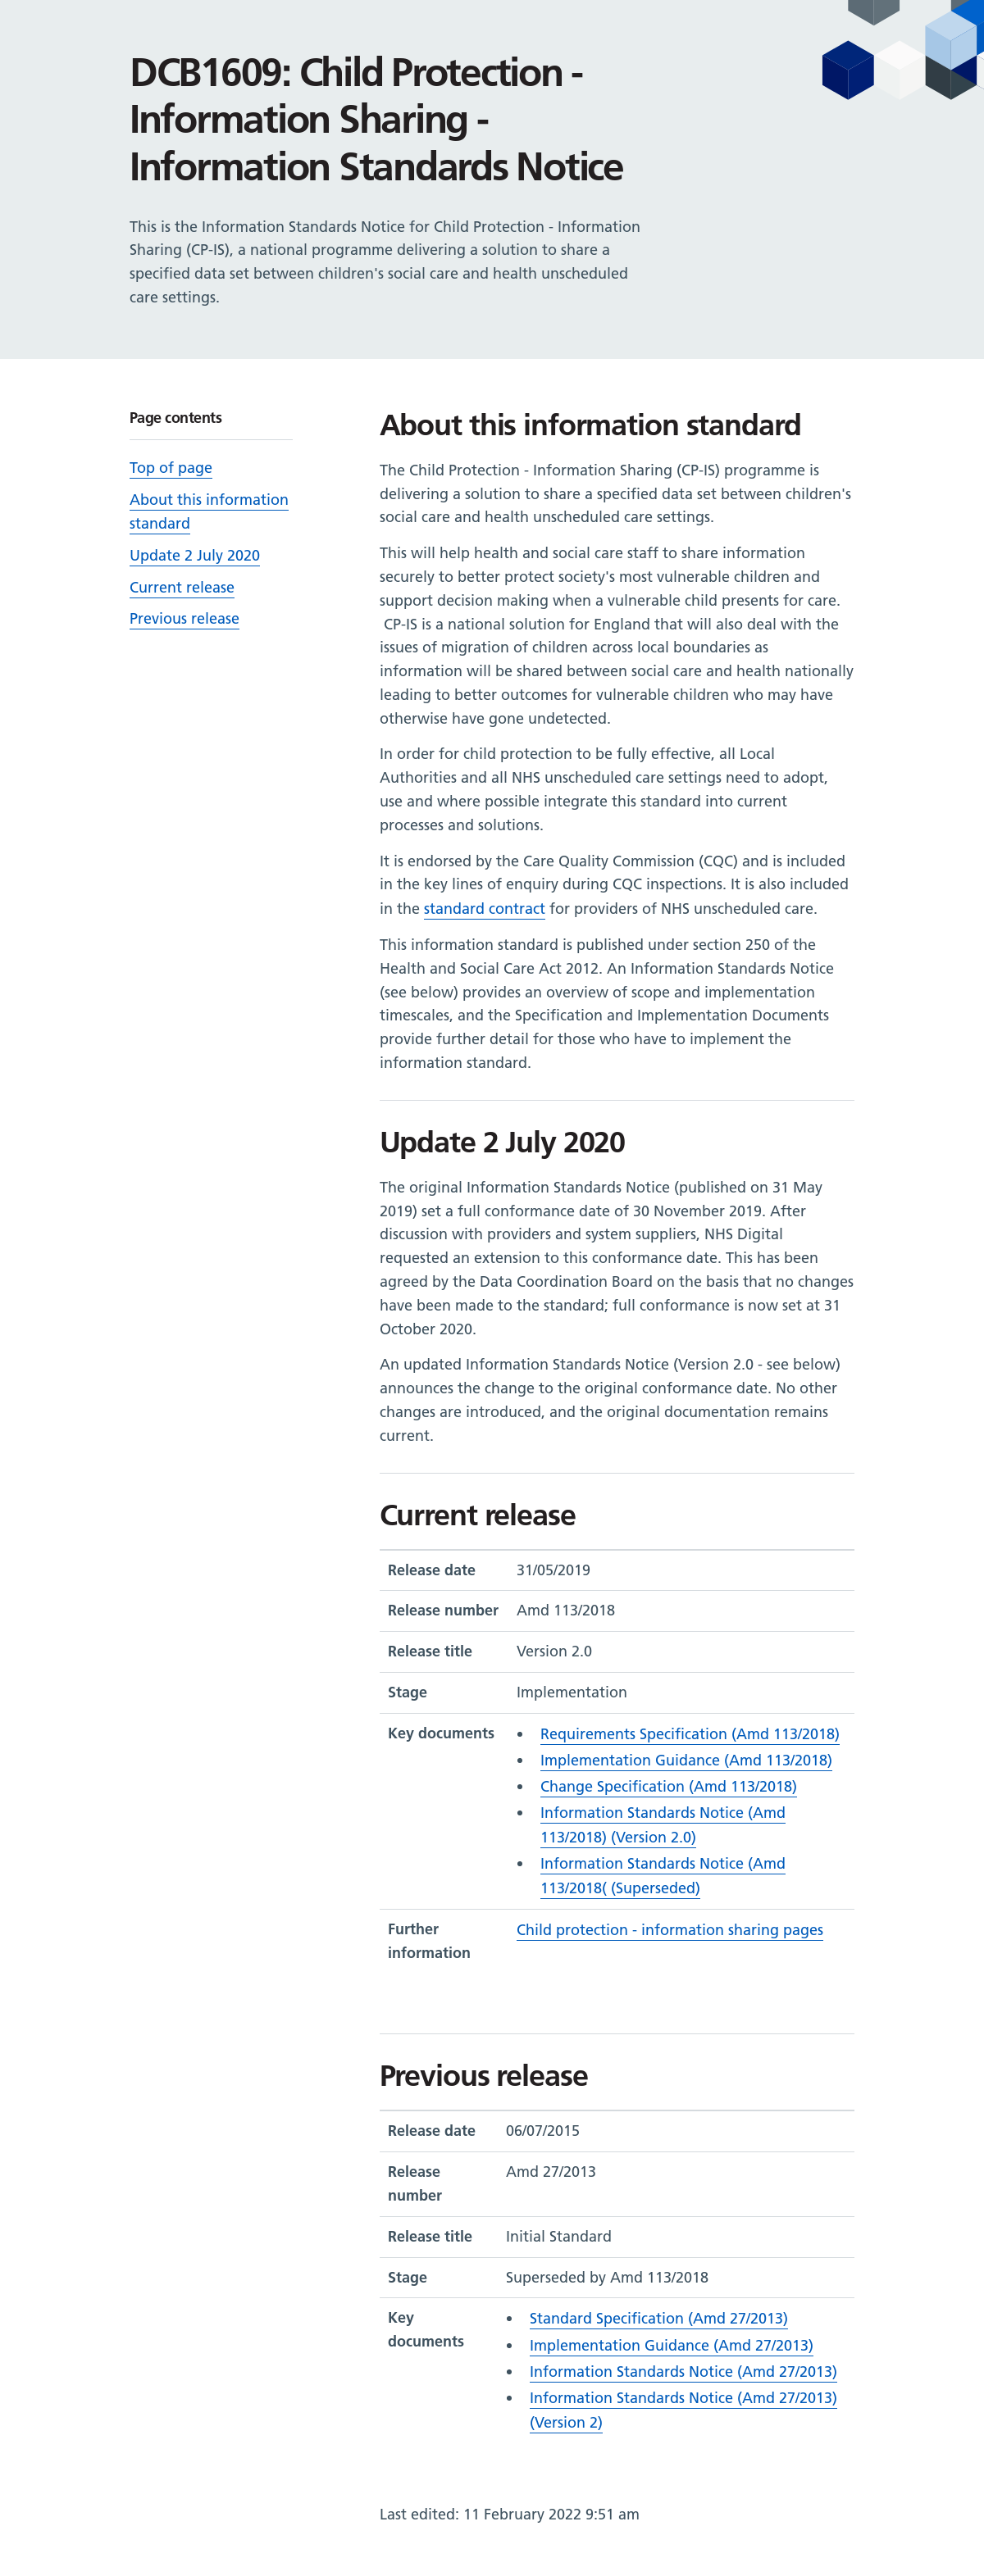 DCB1609: Child Protection -
Information Sharing -
Information Standards Notice
This is the Information Standards Notice for Child Protection - Information
Sharing (CP-IS), a national programme delivering a solution to share a
specified data set between children's social care and health unscheduled
care settings.
Page contents
Top of page
About this information
standard
Update 2 July 2020
Current release
Previous release
About this information standard
The Child Protection - Information Sharing (CP-IS) programme is
delivering a solution to share a specified data set between children's
social care and health unscheduled care settings.
This will help health and social care staff to share information
securely to better protect society's most vulnerable children and
support decision making when a vulnerable child presents for care.
CP-IS is a national solution for England that will also deal with the
issues of migration of children across local boundaries as
information will be shared between social care and health nationally
leading to better outcomes for vulnerable children who may have
otherwise have gone undetected.
In order for child protection to be fully effective, all Local
Authorities and all NHS unscheduled care settings need to adopt,
use and where possible integrate this standard into current
processes and solutions.
It is endorsed by the Care Quality Commission (CQC) and is included
in the key lines of enquiry during CQC inspections. It is also included
in the standard contract for providers of NHS unscheduled care.
This information standard is published under section 250 of the
Health and Social Care Act 2012. An Information Standards Notice
(see below) provides an overview of scope and implementation
timescales, and the Specification and Implementation Documents
provide further detail for those who have to implement the
information standard.
Update 2 July 2020
The original Information Standards Notice (published on 31 May
2019) set a full conformance date of 30 November 2019. After
discussion with providers and system suppliers, NHS Digital
requested an extension to this conformance date. This has been
agreed by the Data Coordination Board on the basis that no changes
have been made to the standard; full conformance is now set at 31
October 2020.
An updated Information Standards Notice (Version 2.0 - see below)
announces the change to the original conformance date. No other
changes are introduced, and the original documentation remains
current.
Current release
Release date 31/05/2019
Release number Amd 113/2018
Release title Version 2.0
Stage Implementation
Key documents • Requirements Specification (Amd 113/2018)
• Implementation Guidance (Amd 113/2018)
• Change Specification (Amd 113/2018)
• Information Standards Notice (Amd
113/2018) (Version 2.0)
• Information Standards Notice (Amd
113/2018( (Superseded)
Further
information
Child protection - information sharing pages
Previous release
Release date 06/07/2015
Release
number
Amd 27/2013
Release title Initial Standard
Stage Superseded by Amd 113/2018
Key
documents
• Standard Specification (Amd 27/2013)
• Implementation Guidance (Amd 27/2013)
• Information Standards Notice (Amd 27/2013)
• Information Standards Notice (Amd 27/2013)
(Version 2)
Last edited: 11 February 2022 9:51 am